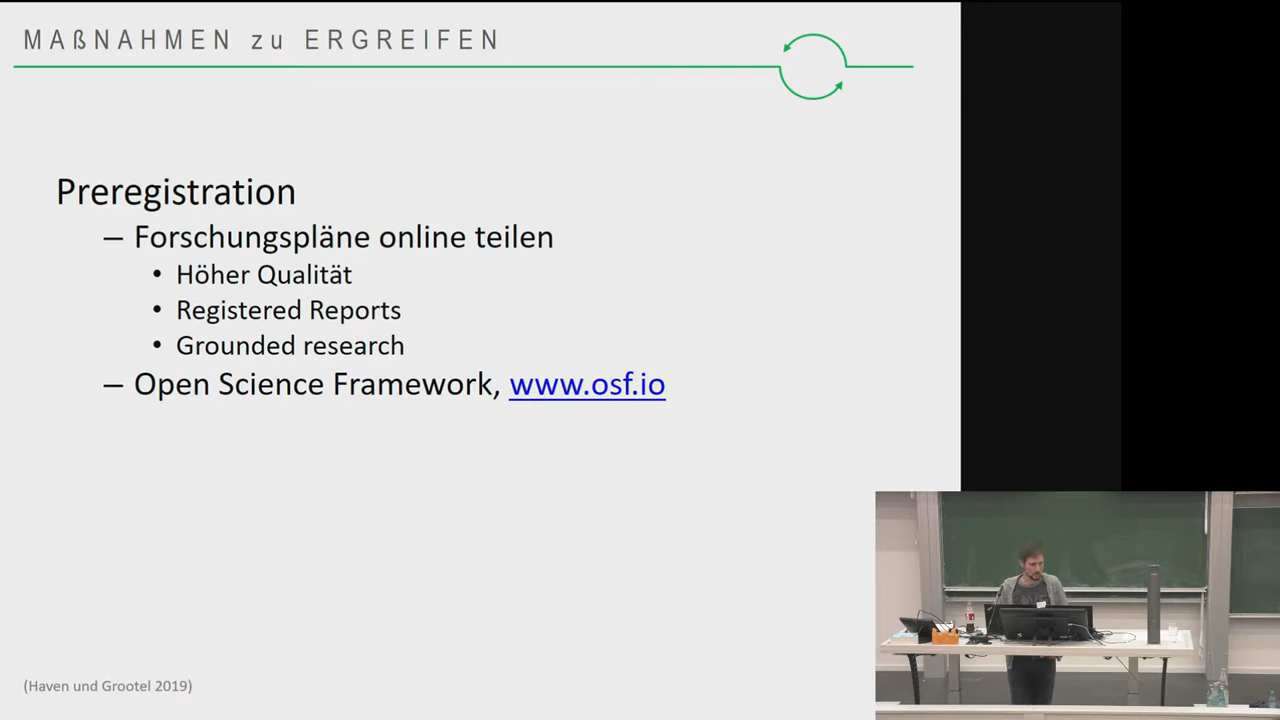 MAßNAHMEN zu ERGREIFEN
Preregistration
– Forschungspläne online teilen
• Höher Qualität
• Registered Reports
• Grounded research
– Open Science Framework, www.osf.io
(Haven und Grootel 2019)